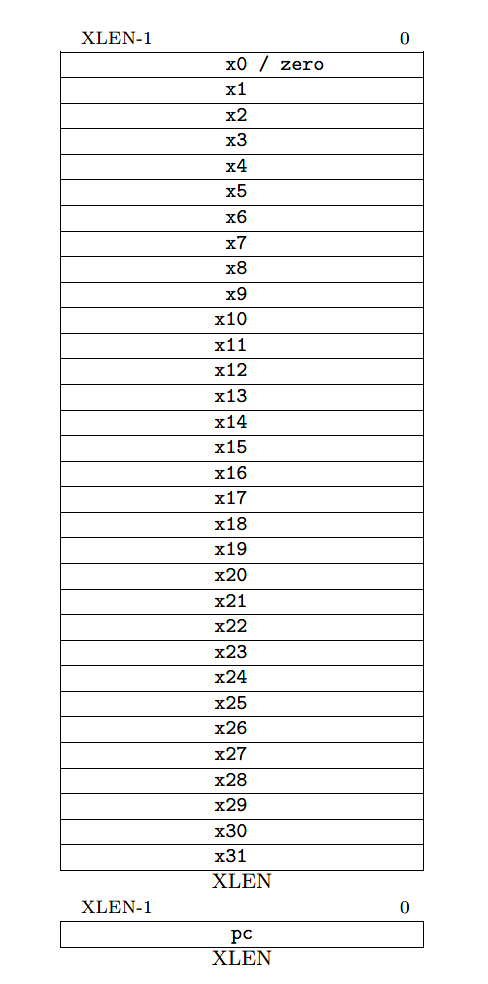 XLEN-1 0
x0 / zero
x1
x2
x3
x4
x5
x6
x7
x8
x9
x10
x11
x12
x13
x14
x15
x16
x17
x18
x19
x20
x21
x22
x23
x24
x25
x26
x27
x28
x29
x30
x31
XLEN
XLEN-1 0
pc
XLEN